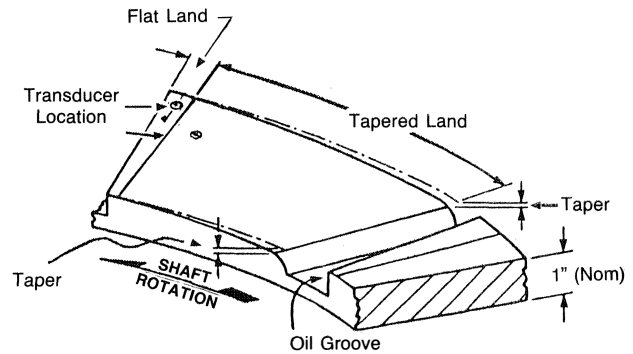 Flat Land
Transducer
Location
Tapered Land
Taper
Taper
SHAFT
ROTATION
1" (Nom)
Oil Groove